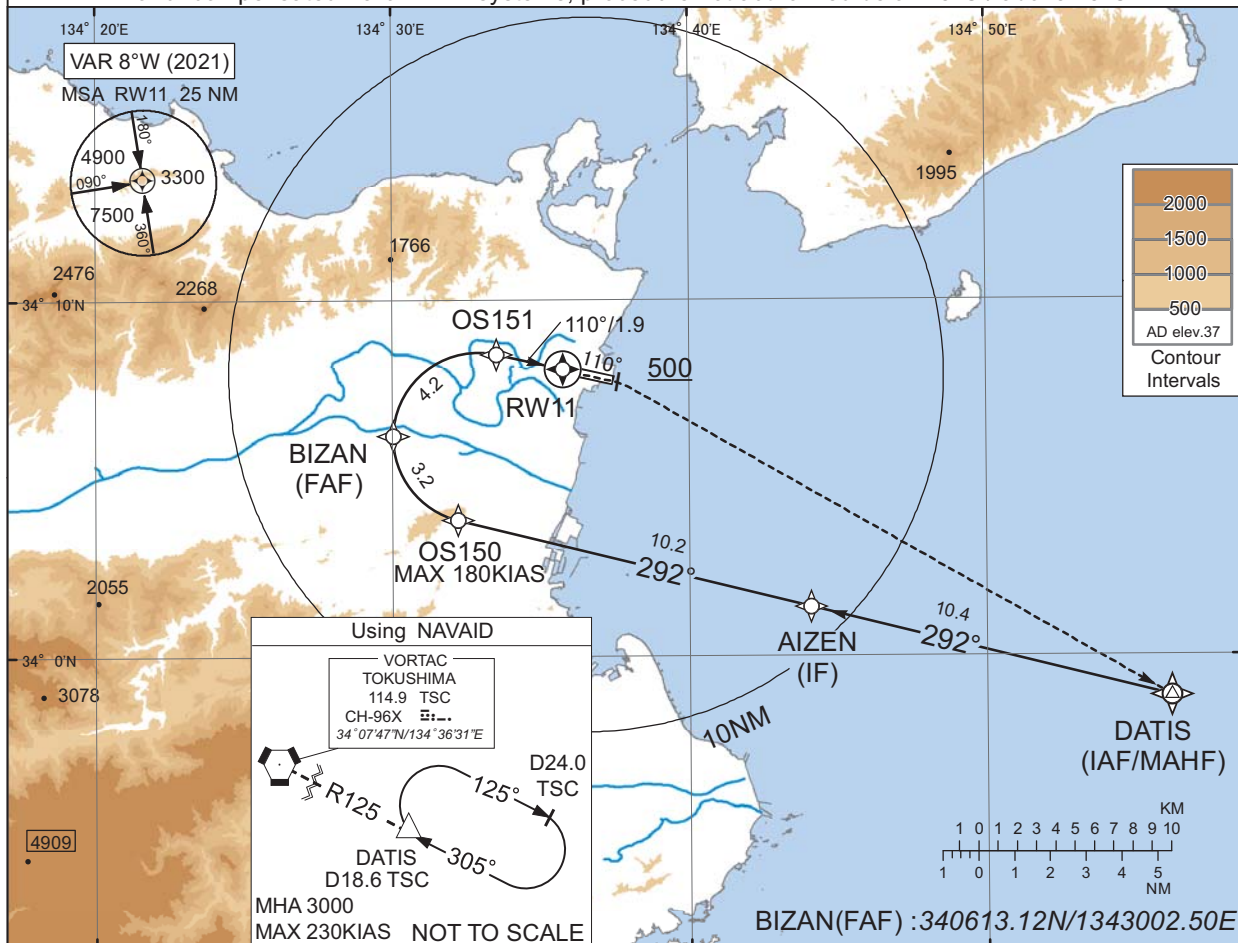 134° 20'E
134° 30'E
134° 40'E
134° 50'E
VAR 8°W (2021)
MSA RW11 25 NM
180°
4900
3300
090°
7500
360°
1995
2000
1500
1000
500
AD elev.37
Contour
Intervals
1766
2476
2268
34° 10'N
OS151
110°/1.9
110°
500
RW11
4.2
BIZAN
(FAF)
3.2
OS150
MAX 180KIAS
10.2
292°
AIZEN
(IF)
10.4
292°
DATIS
(IAF/MAHF)
2055
34° 0'N
3078
4909
10NM
Using NAVAID
VORTAC
TOKUSHIMA
114.9 TSC
CH-96X
34°07'47"N/134°36'31"E
R125
125°
D24.0
TSC
305°
DATIS
D18.6 TSC
MHA 3000
MAX 230KIAS
NOT TO SCALE
KM
1 0 1 2 3 4 5 6 7 8 9 10
1 0 1 2 3 4 5
NM
BIZAN(FAF) :340613.12N/1343002.50E